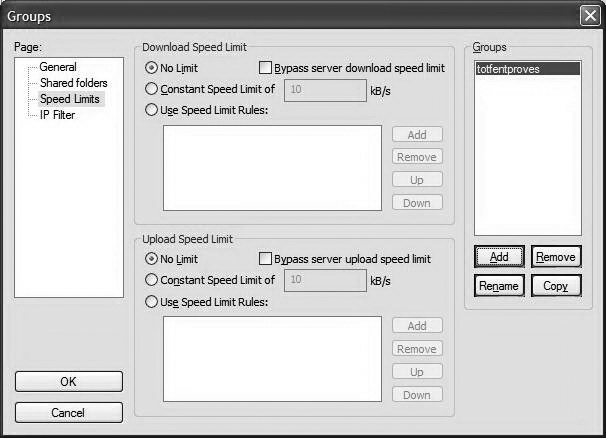 Groups
Page:
General
Shared folders
Speed Limits
IP Filter
OK
Cancel
Download Speed Limit
No Limit
Bypass server download speed limit
Constant Speed Limit of
10
kB/s
Use Speed Limit Rules:
Add
Remove
Up
Down
Upload Speed Limit
No Limit
Bypass server upload speed limit
Constant Speed Limit of
10
kB/s
Use Speed Limit Rules:
Add
Remove
Up
Down
Groups
totfentproves
Add
Remove
Rename
Copy